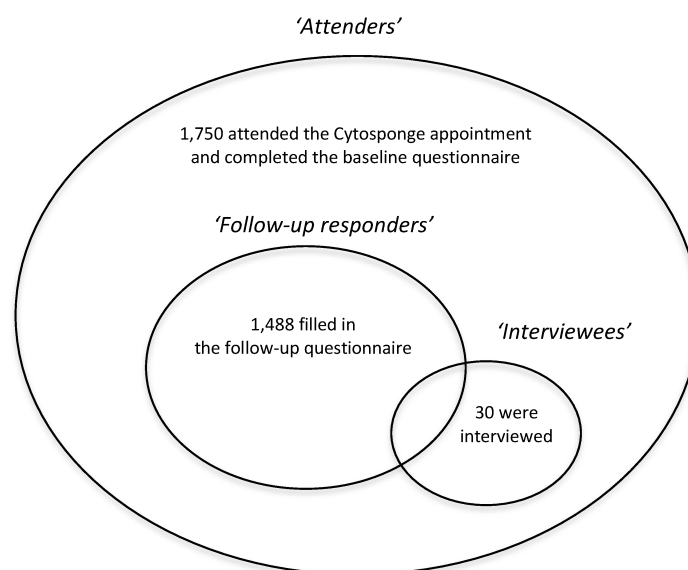 ‘Attenders’
1,750 attended the Cytosponge appointment
and completed the baseline questionnaire
‘Follow-up responders’
1,488 filled in
the follow-up questionnaire
‘Interviewees’
30 were
interviewed